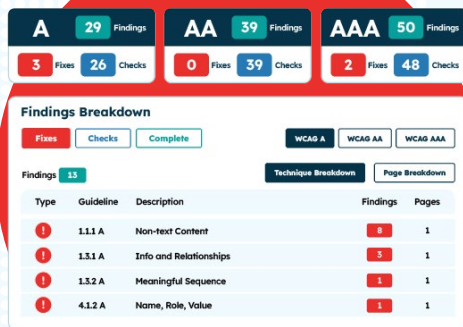 A 29 Findings
3 Fixes 26 Checks
AA 39 Findings
0 Fixes 39 Checks
AAA 50 Findings
2 Fixes 48 Checks
Findings Breakdown
Fixes Checks Complete WCAG A WCAG AA WCAG AAA
Findings 13 Technique Breakdown Page Breakdown
Type Guideline Description Findings Pages
! 1.1.1 A Non-text Content 8 1
! 1.3.1 A Info and Relationships 3 1
! 1.3.2 A Meaningful Sequence 1 1
! 4.1.2 A Name, Role, Value 1 1